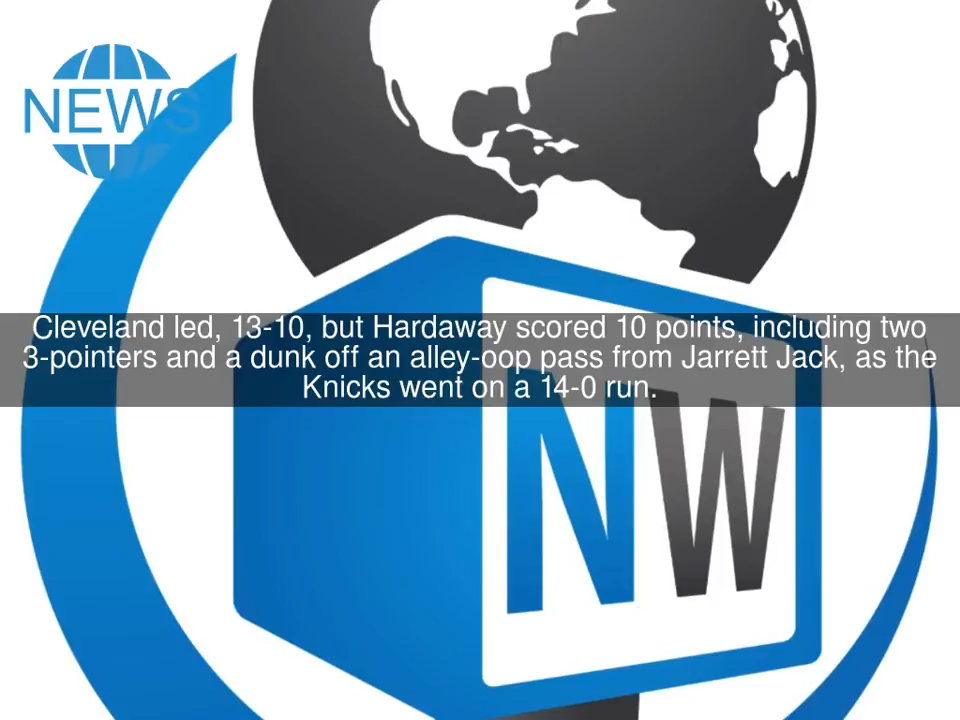 NEWS
Cleveland led, 13-10, but Hardaway scored 10 points, including two
3-pointers and a dunk off an alley-oop pass from Jarrett Jack, as the
Knicks went on a 14-0 run.
NW